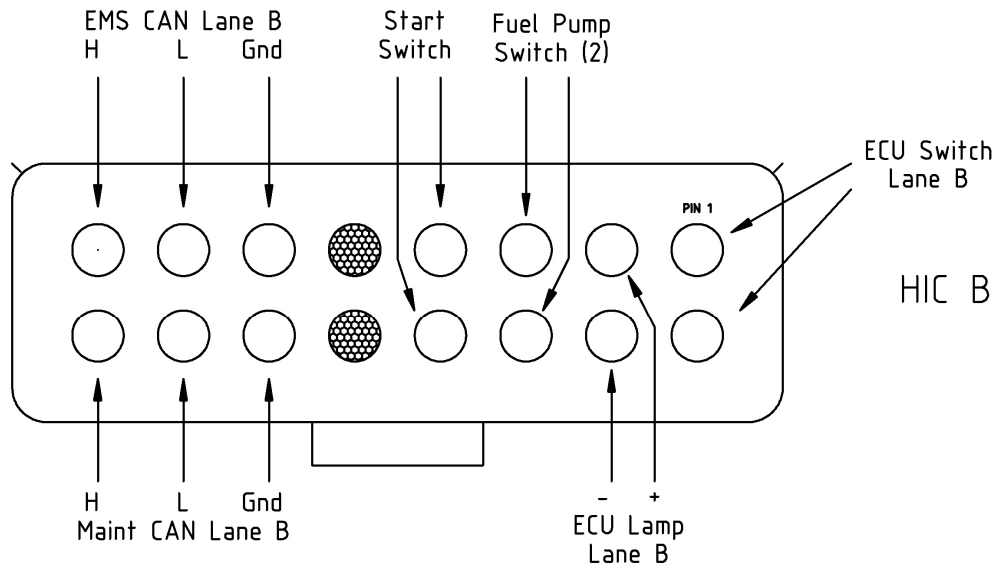 EMS CAN Lane B
H L Gnd
Start
Switch
Fuel Pump
Switch (2)
ECU Switch
Lane B
PIN 1
HIC B
H L Gnd
Maint CAN Lane B
- +
ECU Lamp
Lane B